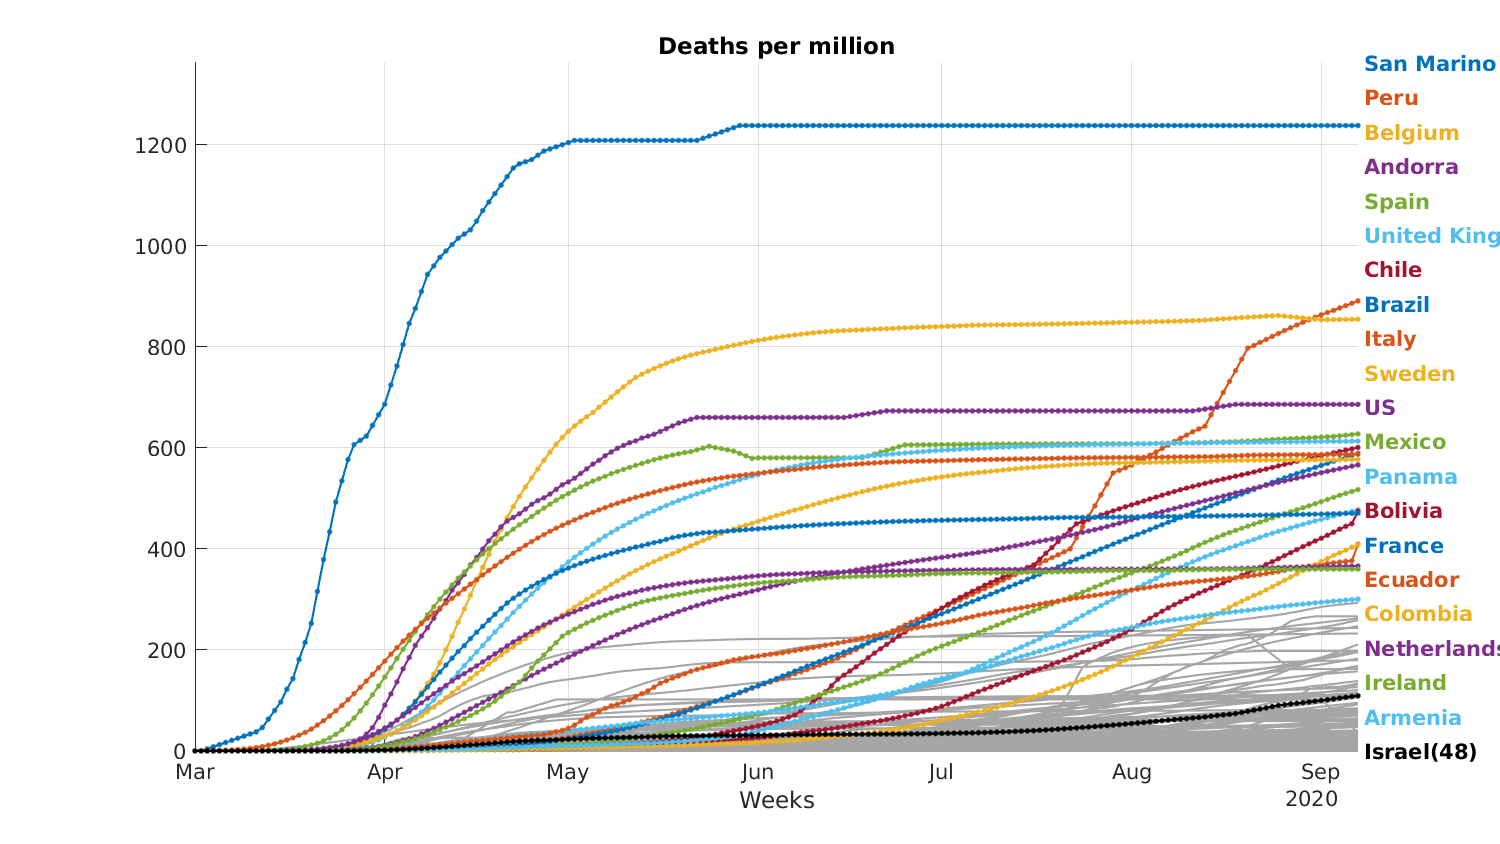 Deaths per million
San Marino
Peru
Belgium
Andorra
Spain
United King
Chile
Brazil
Italy
Sweden
US
Mexico
Panama
Bolivia
France
Ecuador
Colombia
Netherlands
Ireland
Armenia
Israel(48)
1200
1000
800
600
400
200
0
Mar Apr May Jun Jul Aug Sep
2020
Weeks